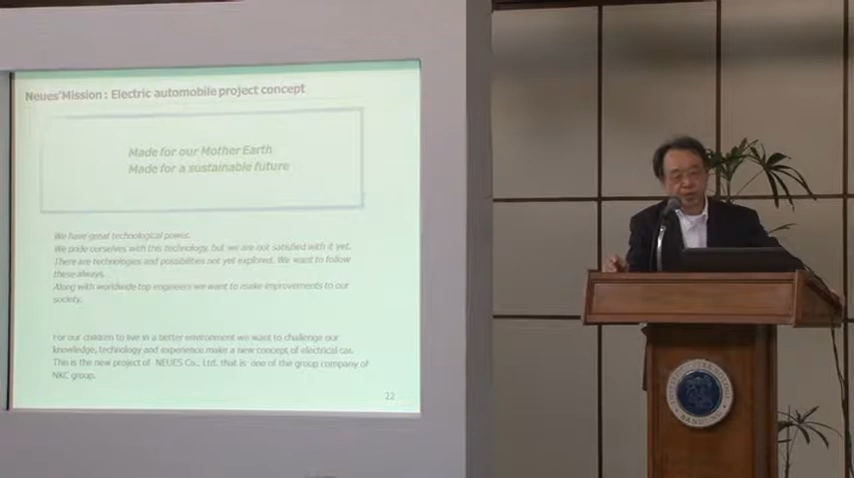 Neues'Mission : Electric automobile project concept
Made for our Mother Earth
Made for a sustainable future
We have great technological power.
We pride ourselves with this technology, but we are not satisfied with it yet.
There are technologies and possibilities not yet explored. We want to follow
these always.
Along with worldwide top engineers we want to make improvements to our
society.
For our children to live in a better environment we want to challenge our
knowledge, technology and experience make a new concept of electrical car.
This is the new project of NEUES Co., Ltd. that is one of the group company of
NKC group.
22
BANDUNG